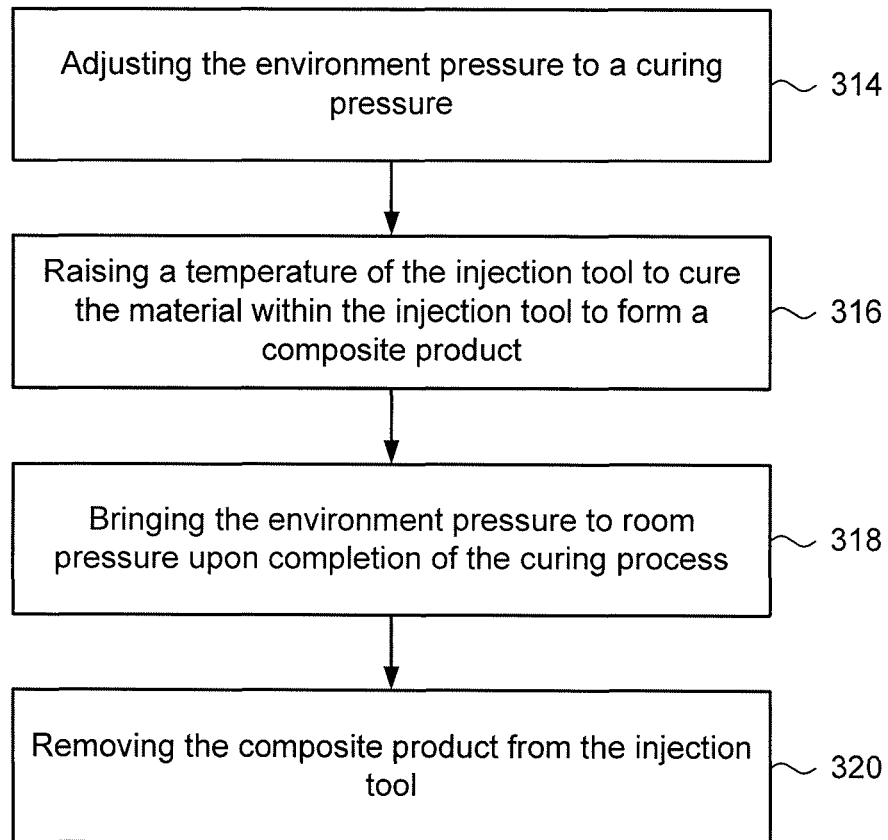 Adjusting the environment pressure to a curing
pressure
314
Raising a temperature of the injection tool to cure
the material within the injection tool to form a
composite product
316
Bringing the environment pressure to room
pressure upon completion of the curing process
318
Removing the composite product from the injection
tool
320